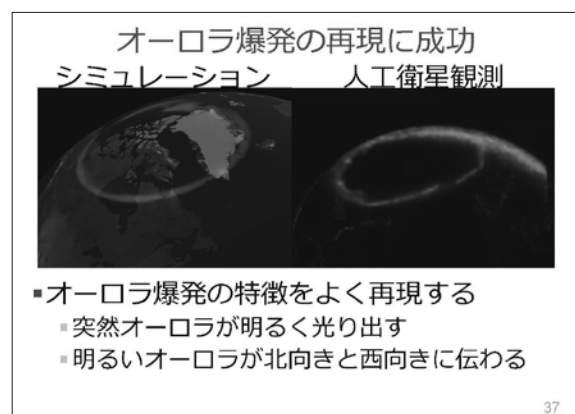 オーロラ爆発の再現に成功
シミュレーション 人工衛星観測
▪オーロラ爆発の特徴をよく再現する
▪突然オーロラが明るく光り出す
▪明るいオーロラが北向きと西向きに伝わる
37